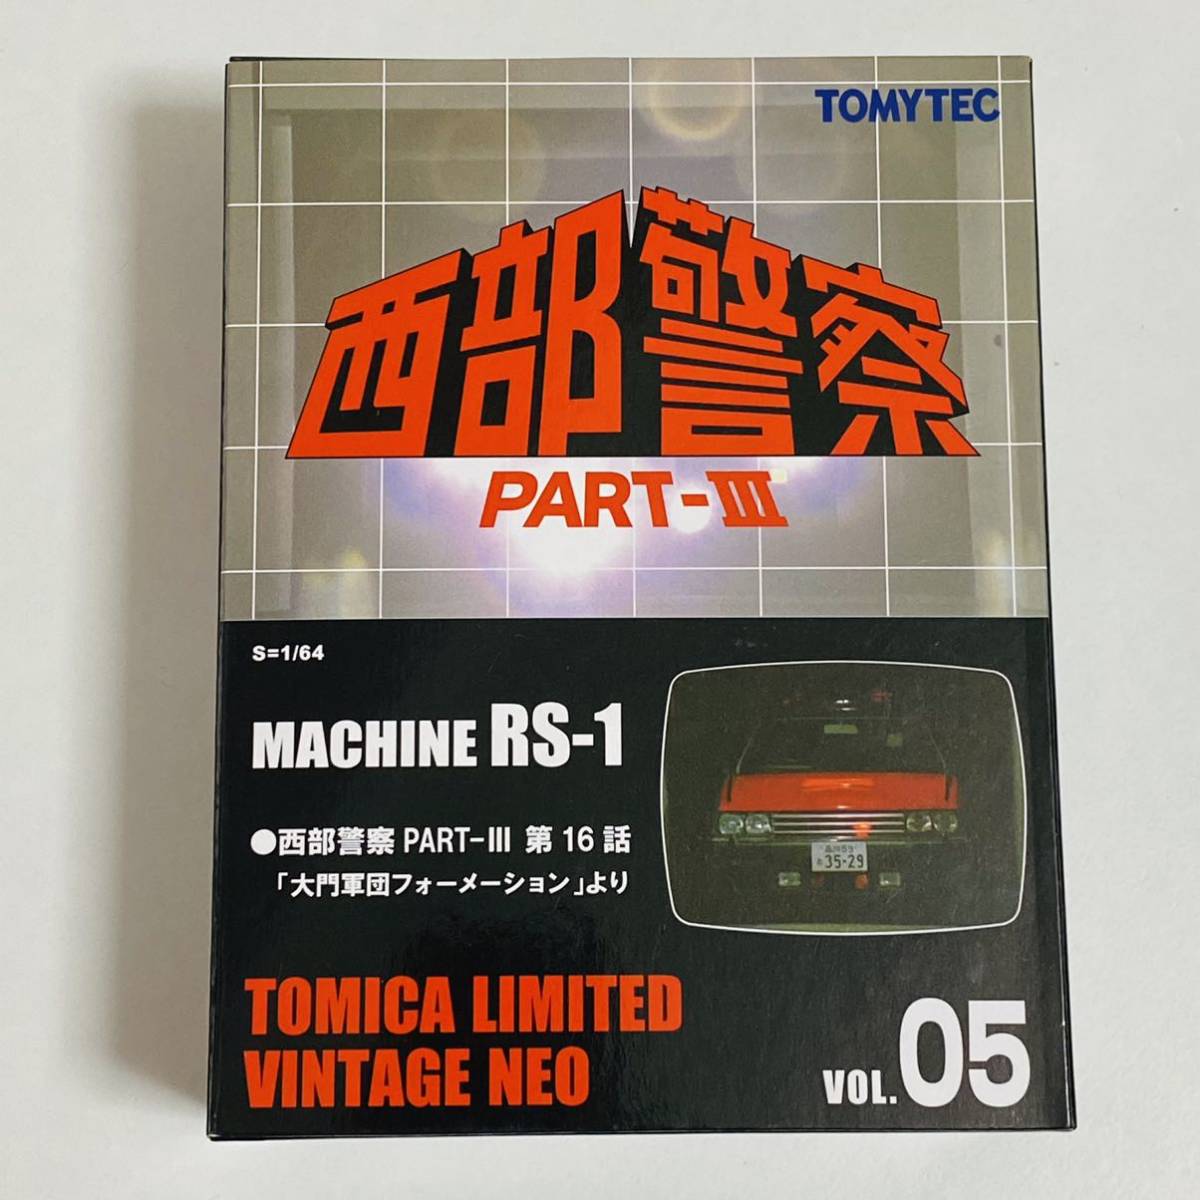 TOMYTEC
西部警察
PART-III
S=1/64
MACHINE RS-1
●西部警察 PART-III 第16話
「大門軍団フォーメーション」より
35-29
TOMICA LIMITED
VINTAGE NEO
VOL. 05